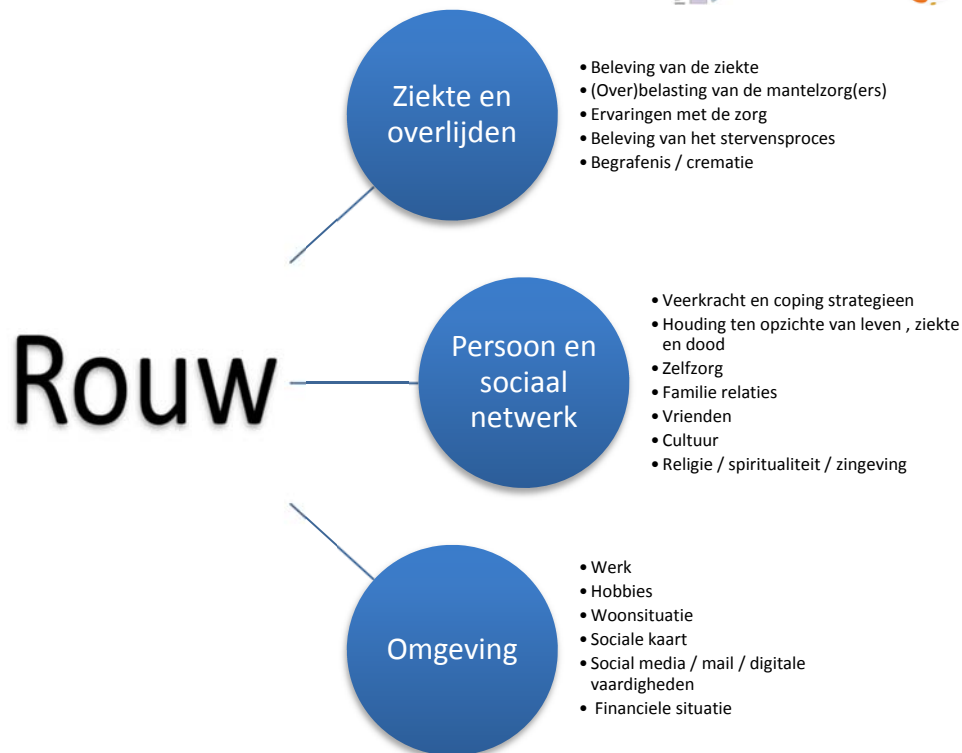 Ziekte en
overlijden
• Beleving van de ziekte
• (Over)belasting van de mantelzorg(ers)
• Ervaringen met de zorg
• Beleving van het stervensproces
• Begrafenis / crematie
Rouw
Persoon en
sociaal
netwerk
• Veerkracht en coping strategieen
• Houding ten opzichte van leven , ziekte
en dood
• Zelfzorg
• Familie relaties
• Vrienden
• Cultuur
• Religie / spiritualiteit / zingeving
Omgeving
• Werk
• Hobbies
• Woonsituatie
• Sociale kaart
• Social media / mail / digitale
vaardigheden
• Financiele situatie